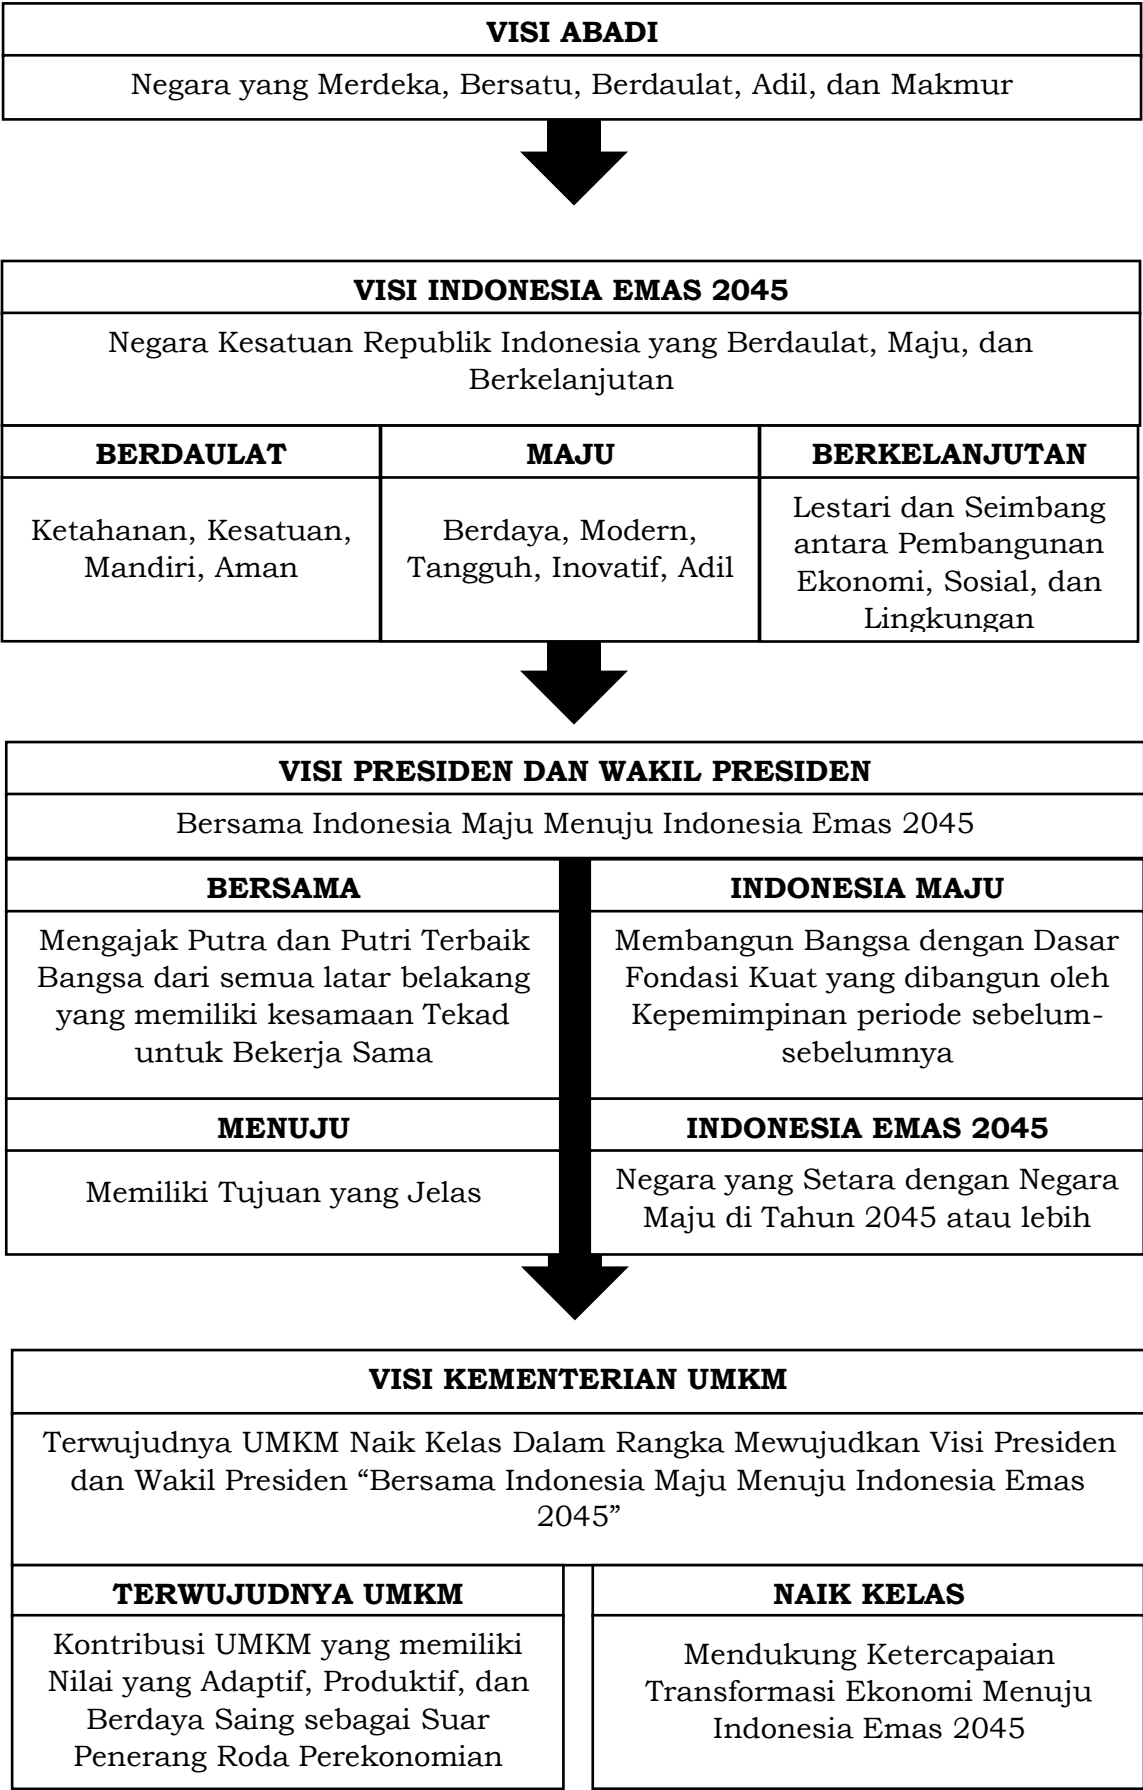 VISI ABADI
Negara yang Merdeka, Bersatu, Berdaulat, Adil, dan Makmur
VISI INDONESIA EMAS 2045
Negara Kesatuan Republik Indonesia yang Berdaulat, Maju, dan
Berkelanjutan
BERDAULAT
Ketahanan, Kesatuan,
Mandiri, Aman
MAJU
Berdaya, Modern,
Tangguh, Inovatif, Adil
BERKELANJUTAN
Lestari dan Seimbang
antara Pembangunan
Ekonomi, Sosial, dan
Lingkungan
VISI PRESIDEN DAN WAKIL PRESIDEN
Bersama Indonesia Maju Menuju Indonesia Emas 2045
BERSAMA
Mengajak Putra dan Putri Terbaik
Bangsa dari semua latar belakang
yang memiliki kesamaan Tekad
untuk Bekerja Sama
INDONESIA MAJU
Membangun Bangsa dengan Dasar
Fondasi Kuat yang dibangun oleh
Kepemimpinan periode sebelum-
sebelumnya
MENUJU
Memiliki Tujuan yang Jelas
INDONESIA EMAS 2045
Negara yang Setara dengan Negara
Maju di Tahun 2045 atau lebih
VISI KEMENTERIAN UMKM
Terwujudnya UMKM Naik Kelas Dalam Rangka Mewujudkan Visi Presiden
dan Wakil Presiden “Bersama Indonesia Maju Menuju Indonesia Emas
2045”
TERWUJUDNYA UMKM
Kontribusi UMKM yang memiliki
Nilai yang Adaptif, Produktif, dan
Berdaya Saing sebagai Suar
Penerang Roda Perekonomian
NAIK KELAS
Mendukung Ketercapaian
Transformasi Ekonomi Menuju
Indonesia Emas 2045